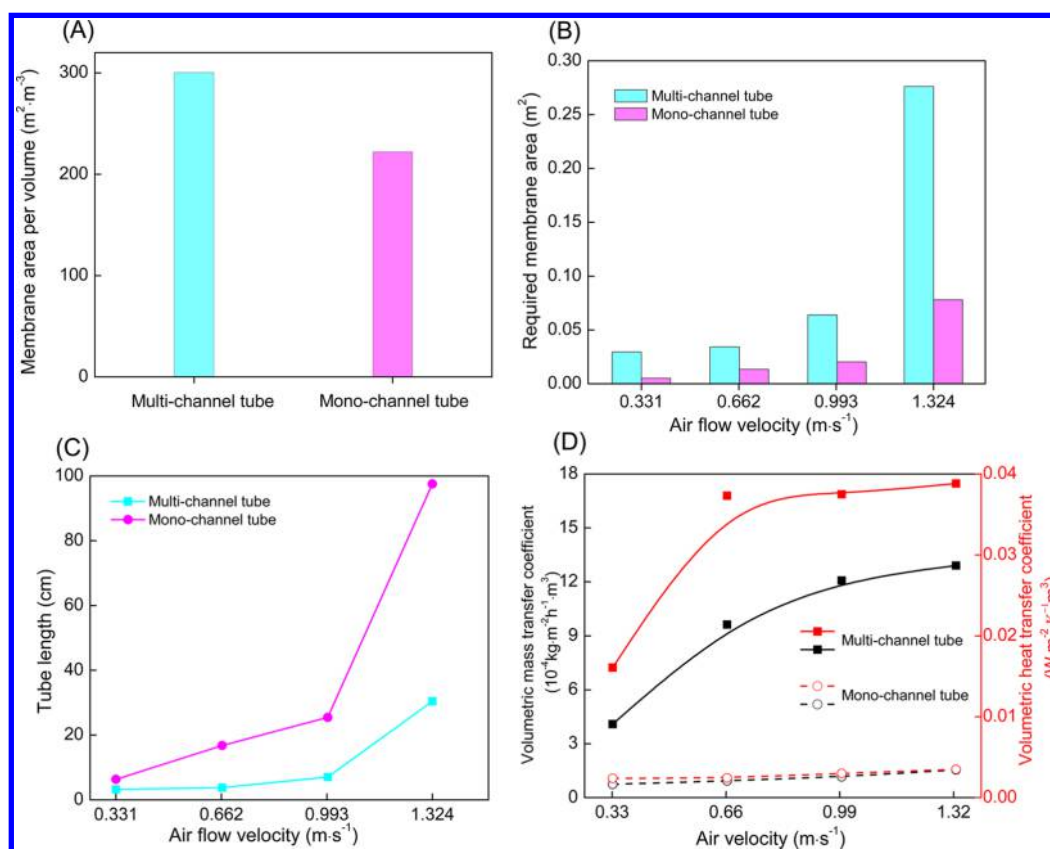 (A)
Membrane area per volume (m²·m⁻³)
300
200
100
0
Multi-channel tube
Mono-channel tube
(B)
Required membrane area (m²)
0.30
0.25
0.20
0.15
0.10
0.05
0.00
Multi-channel tube
Mono-channel tube
0.331
0.662
0.993
1.324
Air flow velocity (m·s⁻¹)
(C)
Tube length (cm)
100
80
60
40
20
0
Multi-channel tube
Mono-channel tube
0.331
0.662
0.993
1.324
Air flow velocity (m·s⁻¹)
(D)
Volumetric mass transfer coefficient
(10⁻⁴kg·m⁻²h⁻¹·m³)
18
15
12
9
6
3
0
Multi-channel tube
Mono-channel tube
0.33
0.66
0.99
1.32
Air velocity (m·s⁻¹)
0.04
0.03
0.02
0.01
0.00
Volumetric heat transfer coefficient